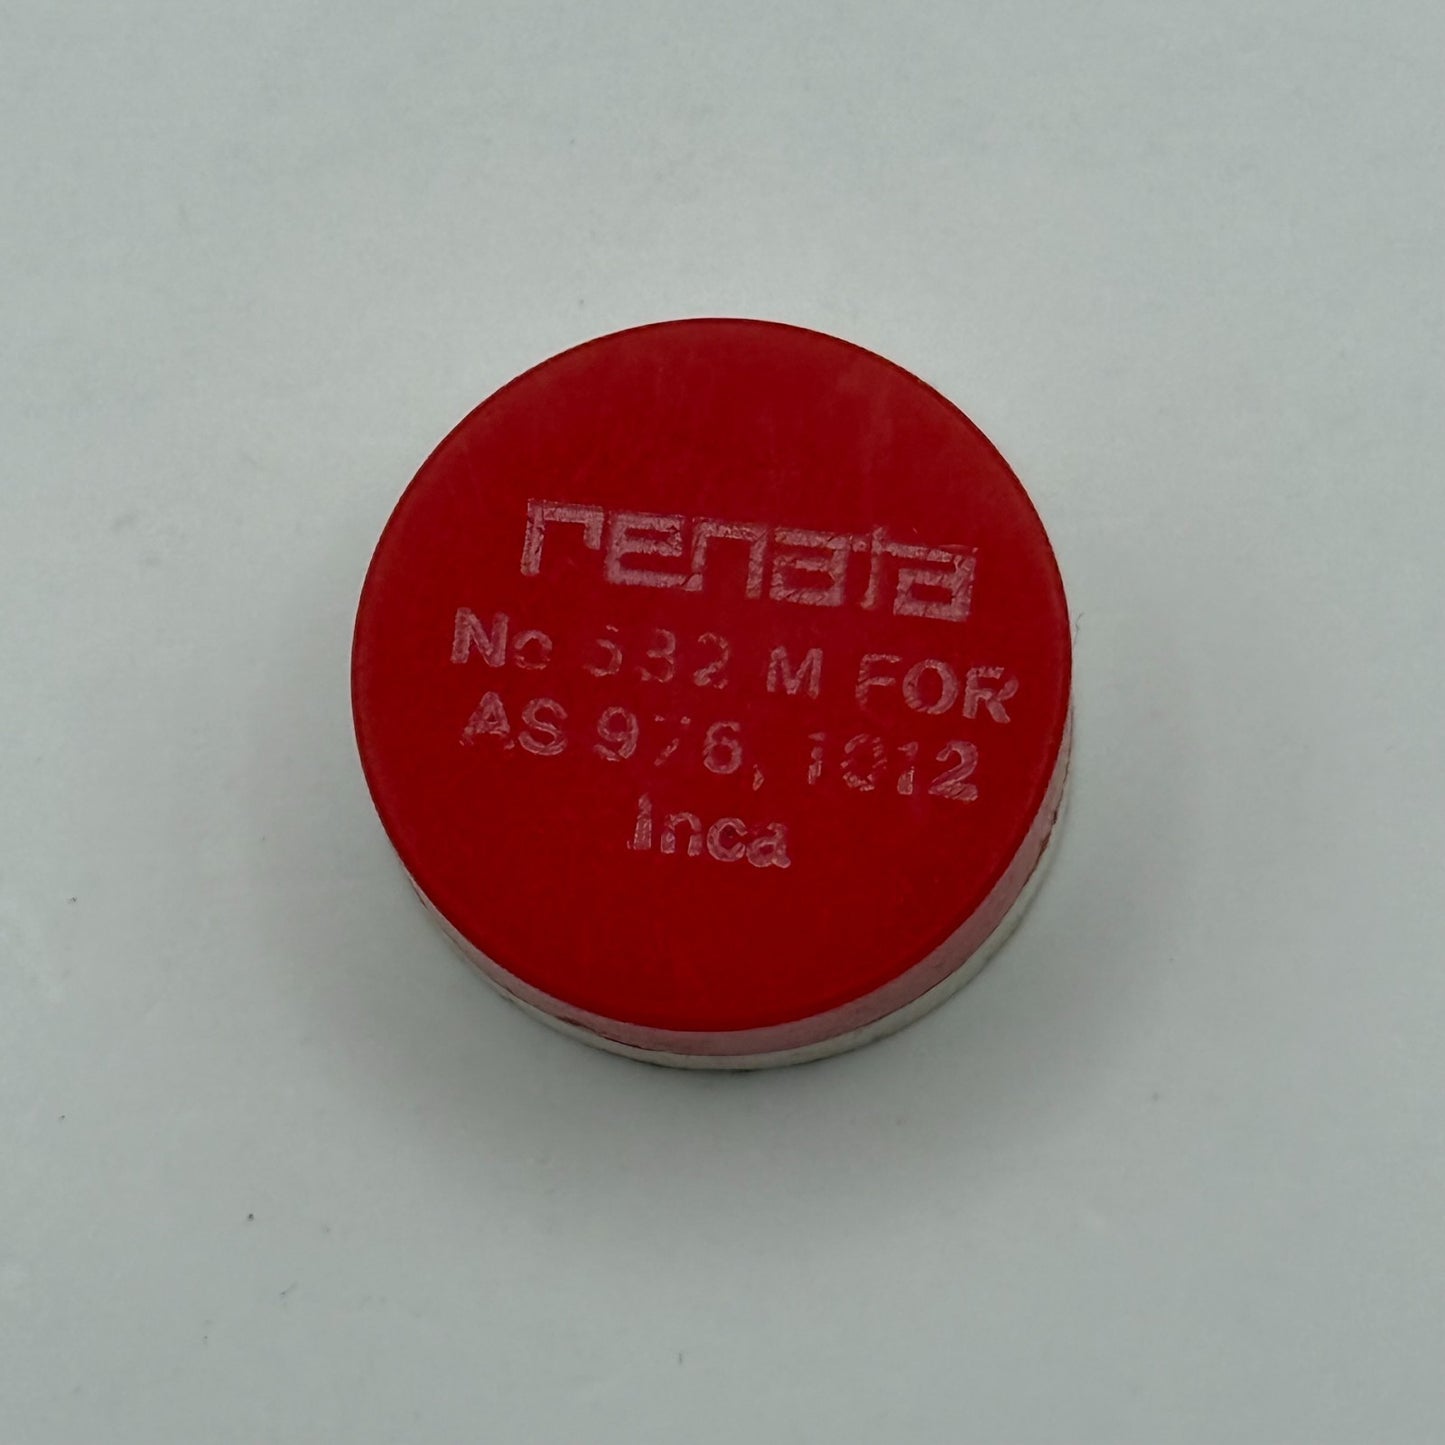 renata
No 532 M FOR
AS 976, 1012
Inca